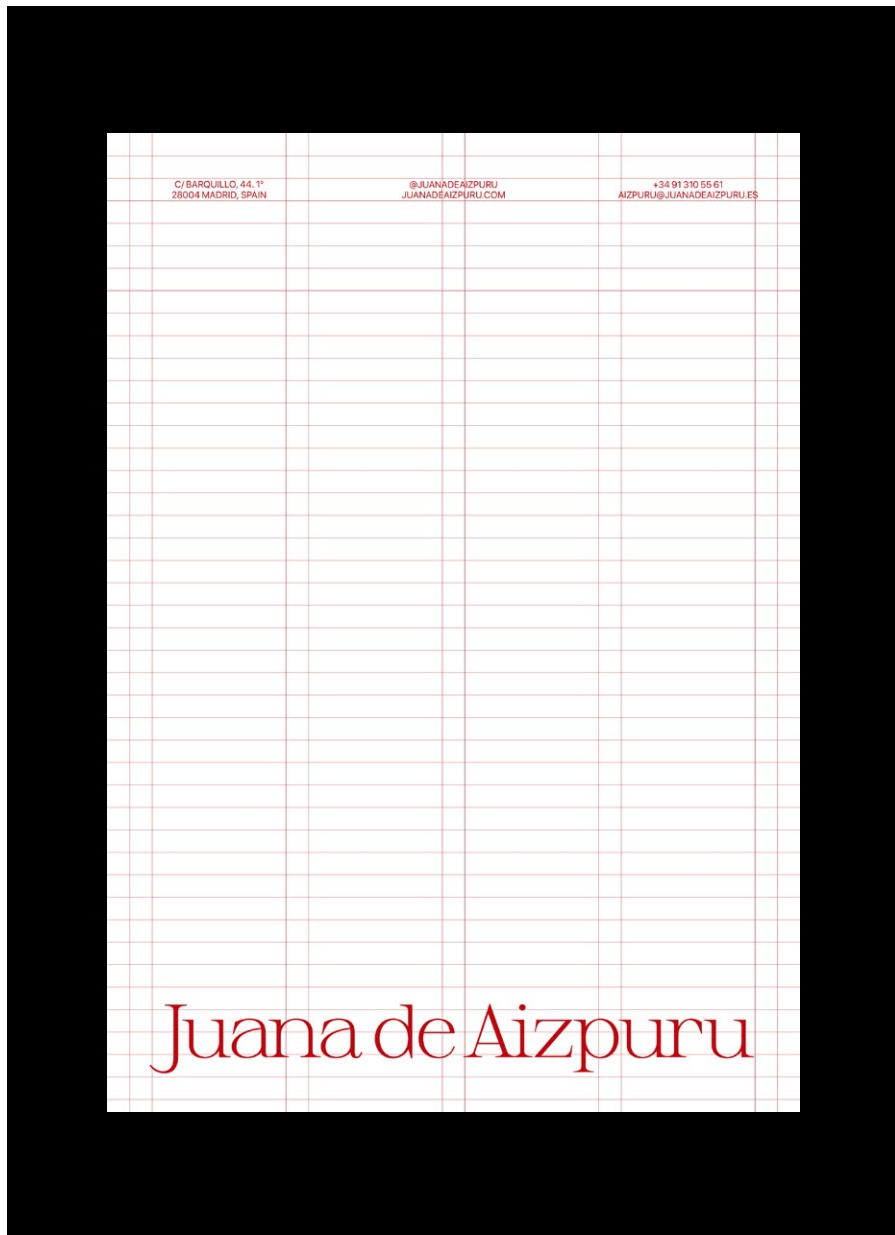 C/ BARQUILLO, 44. 1º
28004 MADRID, SPAIN
@JUANADEAIZPURU
JUANADEAIZPURU.COM
+34 91 310 55 61
AIZPURU@JUANADEAIZPURU.ES
Juana de Aizpuru